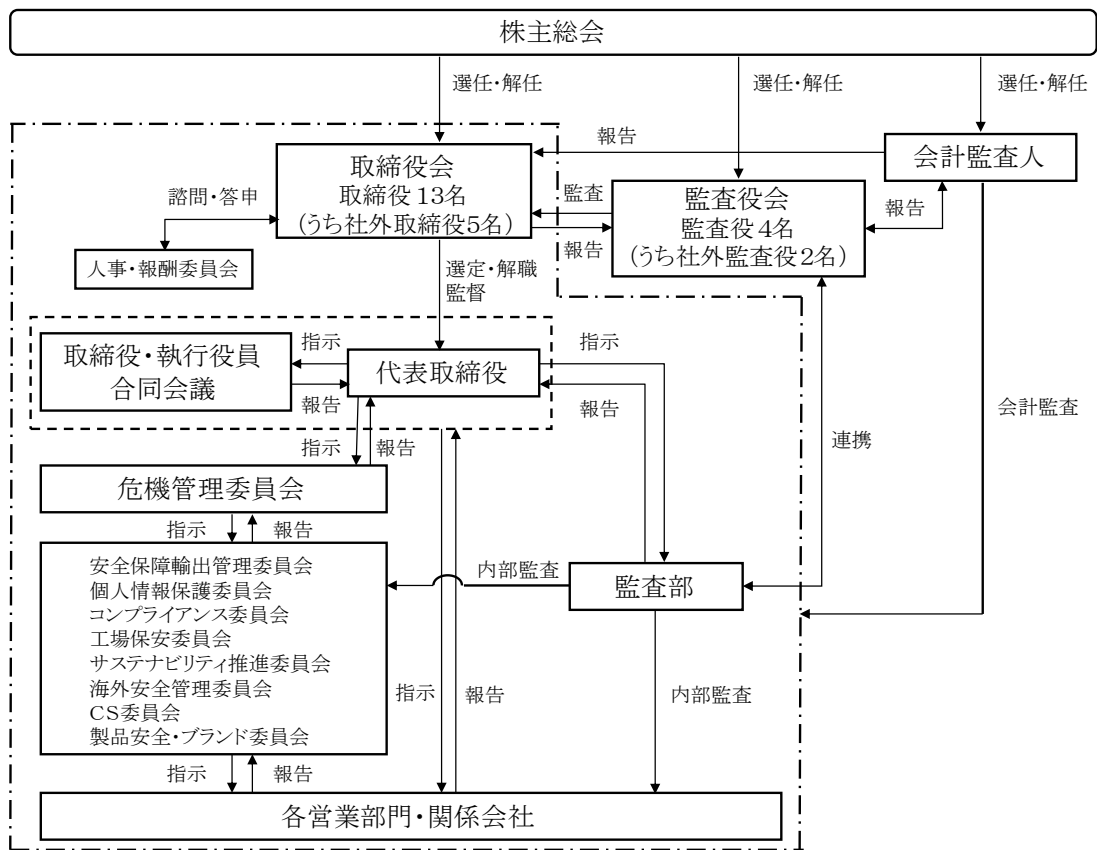 株主総会
選任・解任
選任・解任
選任・解任
報告
会計監査人
取締役会
取締役13名
(うち社外取締役5名)
監査
報告
監査役会
監査役4名
(うち社外監査役2名)
報告
諮問・答申
人事・報酬委員会
選定・解職
監督
取締役・執行役員
合同会議
指示
報告
代表取締役
指示
報告
会計監査
連携
指示
報告
危機管理委員会
指示
報告
安全保障輸出管理委員会
個人情報保護委員会
コンプライアンス委員会
工場保安委員会
サステナビリティ推進委員会
海外安全管理委員会
CS委員会
製品安全・ブランド委員会
内部監査
監査部
指示
報告
内部監査
指示
報告
各営業部門・関係会社